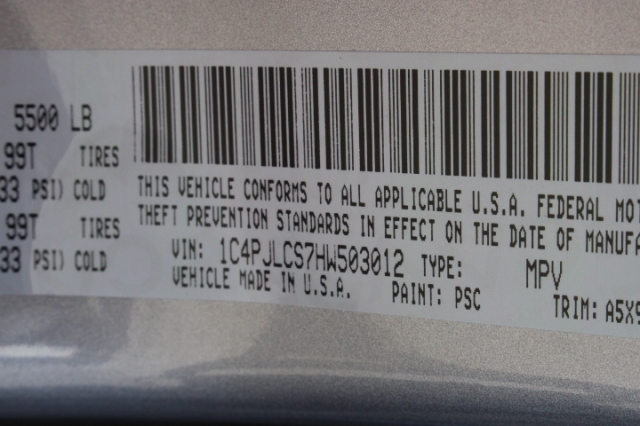 5500 LB
99T TIRES
33 PSI) COLD
99T TIRES
33 PSI) COLD
THIS VEHICLE CONFORMS TO ALL APPLICABLE U.S.A. FEDERAL MOT
THEFT PREVENTION STANDARDS IN EFFECT ON THE DATE OF MANUFA
VIN: 1C4PJLCS7HW503012 TYPE: MPV
VEHICLE MADE IN U.S.A. PAINT: PSC TRIM: A5X9